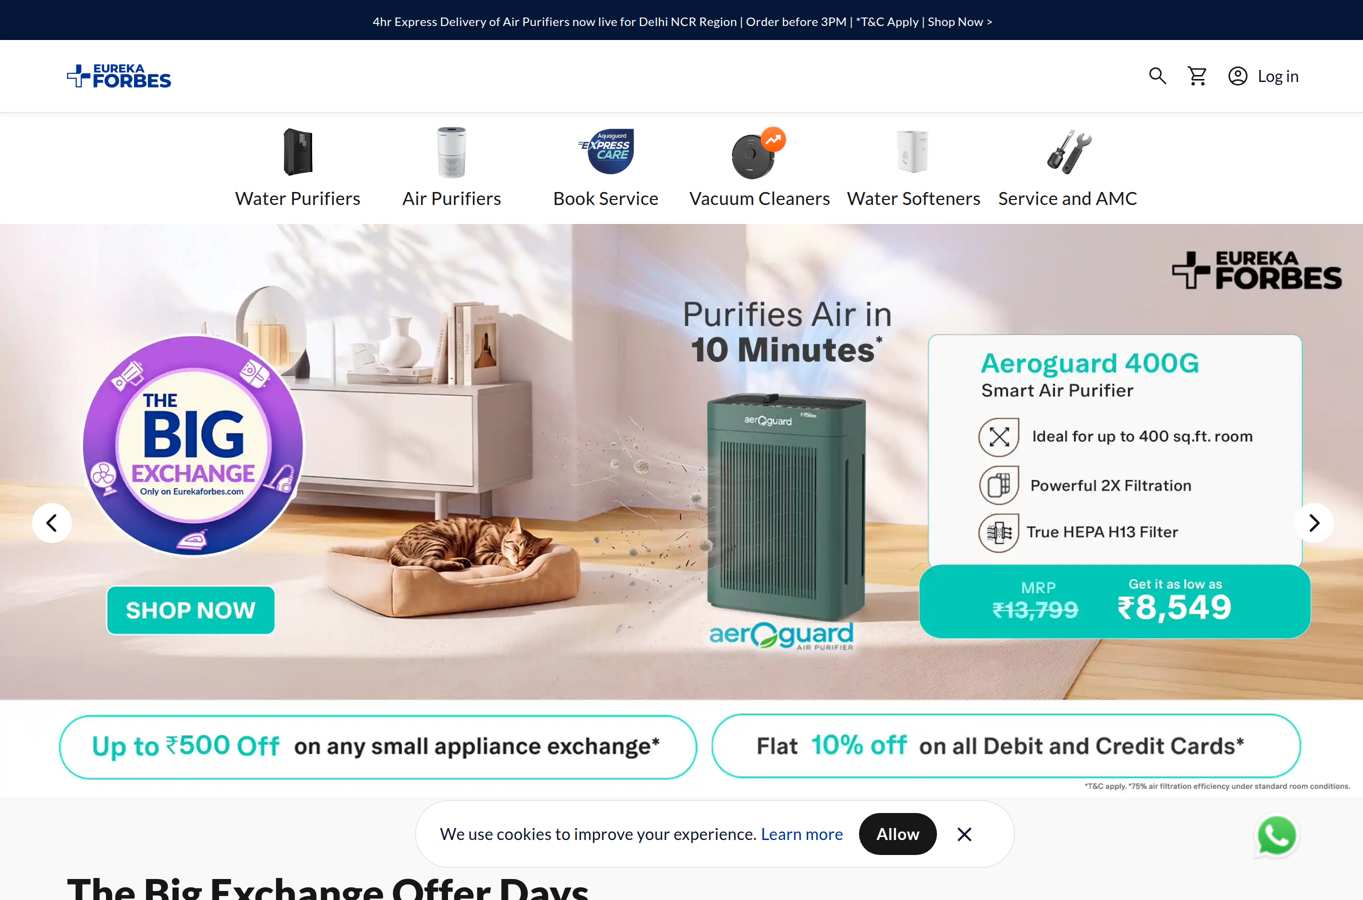 4hr Express Delivery of Air Purifiers now live for Delhi NCR Region | Order before 3PM | *T&C Apply | Shop Now >
EUREKA
FORBES
Log in
Aquaguard
EXPRESS
CARE
Water Purifiers
Air Purifiers
Book Service
Vacuum Cleaners
Water Softeners
Service and AMC
EUREKA
FORBES
THE
BIG
EXCHANGE
Only on Eurekaforbes.com
SHOP NOW
Purifies Air in
10 Minutes*
aeroguard
aeroguard
AIR PURIFIER
Aeroguard 400G
Smart Air Purifier
Ideal for up to 400 sq.ft. room
Powerful 2X Filtration
True HEPA H13 Filter
MRP
₹13,799
Get it as low as
₹8,549
Up to ₹500 Off on any small appliance exchange*
Flat 10% off on all Debit and Credit Cards*
*T&C apply. *75% air filtration efficiency under standard room conditions.
We use cookies to improve your experience. Learn more
Allow
The Big Exchange Offer Days